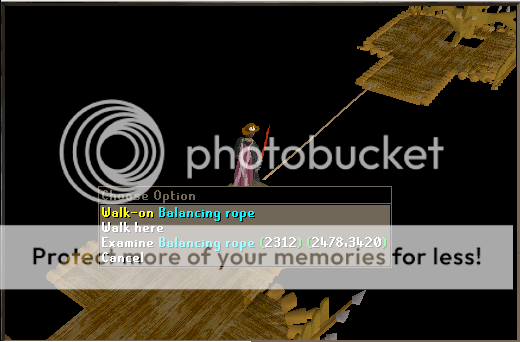 photobucket
Choose Option
Walk-on Balancing rope
Walk here
Examine Balancing rope (2312) (2478,3420)
Protect more of your memories for less!
Cancel